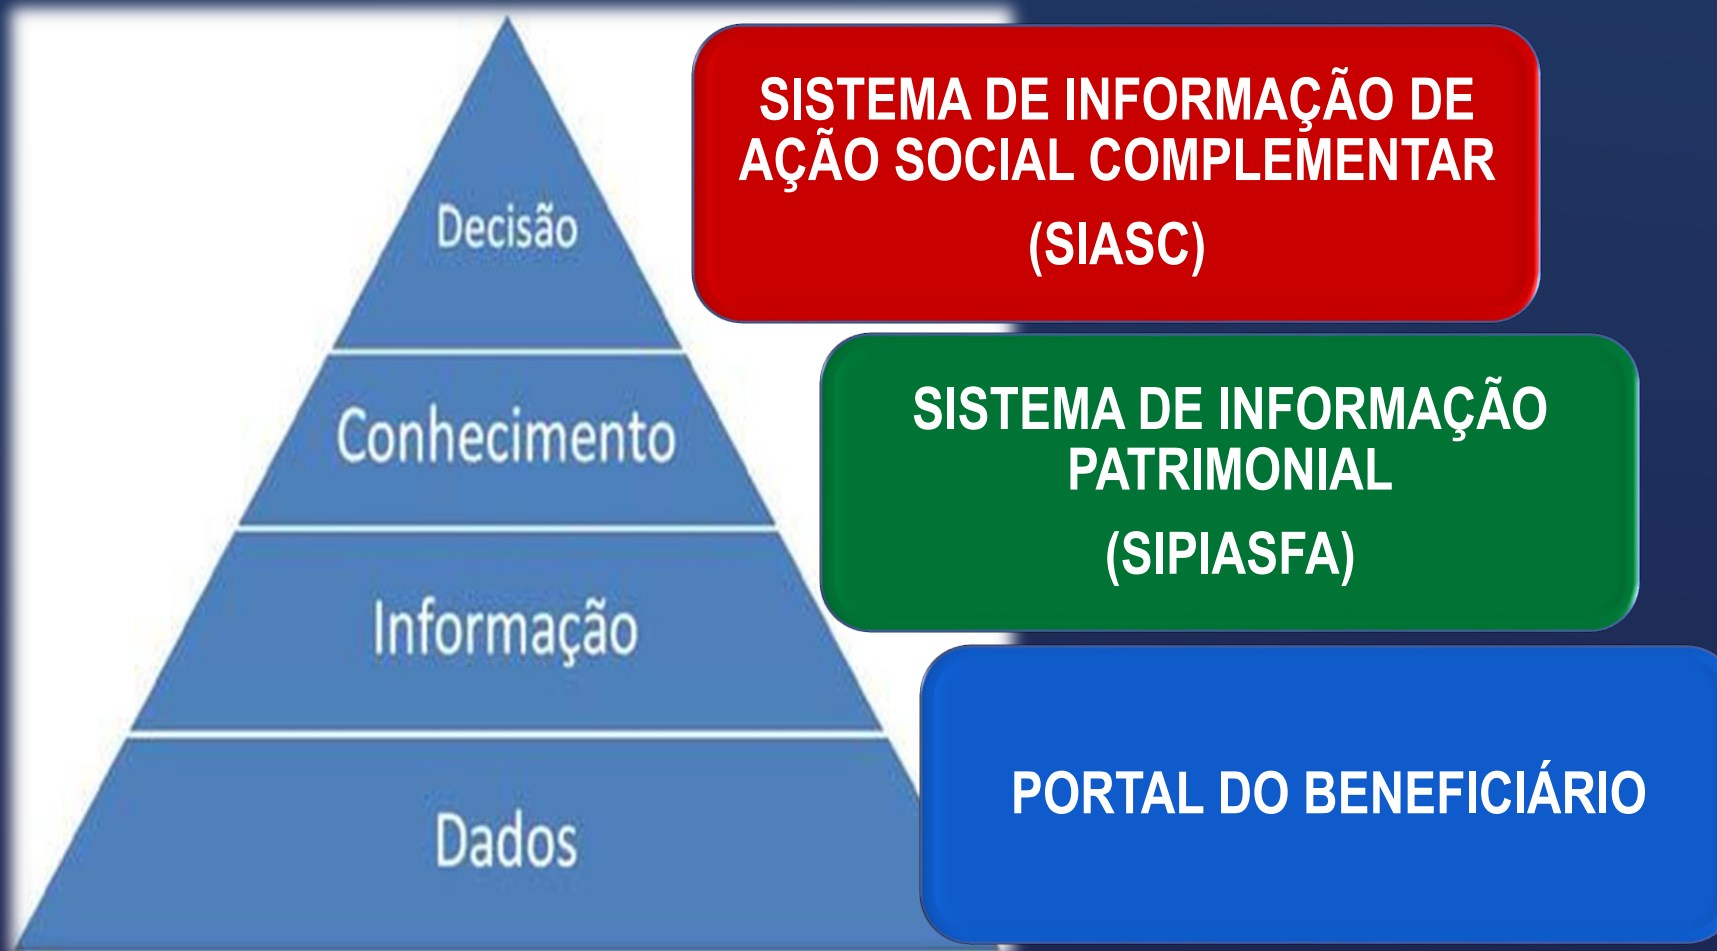 Decisão
Conhecimento
Informação
Dados
SISTEMA DE INFORMAÇÃO DE
AÇÃO SOCIAL COMPLEMENTAR
(SIASC)
SISTEMA DE INFORMAÇÃO
PATRIMONIAL
(SIPIASFA)
PORTAL DO BENEFICIÁRIO